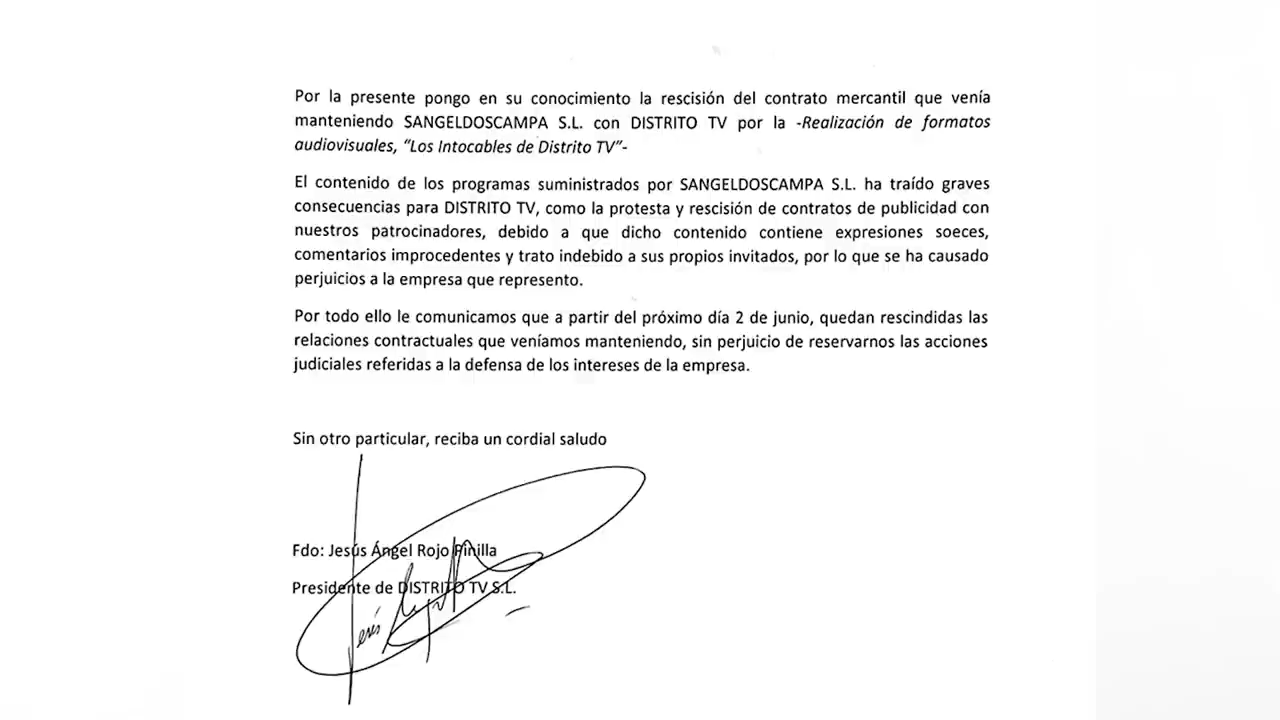 Por la presente pongo en su conocimiento la rescisión del contrato mercantil que venía
manteniendo SANGELDOSCAMPA S.L. con DISTRITO TV por la -Realización de formatos
audiovisuales, “Los Intocables de Distrito TV”-
El contenido de los programas suministrados por SANGELDOSCAMPA S.L. ha traído graves
consecuencias para DISTRITO TV, como la protesta y rescisión de contratos de publicidad con
nuestros patrocinadores, debido a que dicho contenido contiene expresiones soeces,
comentarios improcedentes y trato indebido a sus propios invitados, por lo que se ha causado
perjuicios a la empresa que represento.
Por todo ello le comunicamos que a partir del próximo día 2 de junio, quedan rescindidas las
relaciones contractuales que veníamos manteniendo, sin perjuicio de reservarnos las acciones
judiciales referidas a la defensa de los intereses de la empresa.
Sin otro particular, reciba un cordial saludo
Fdo: Jesús Ángel Rojo Pinilla
Presidente de DISTRITO TV S.L.